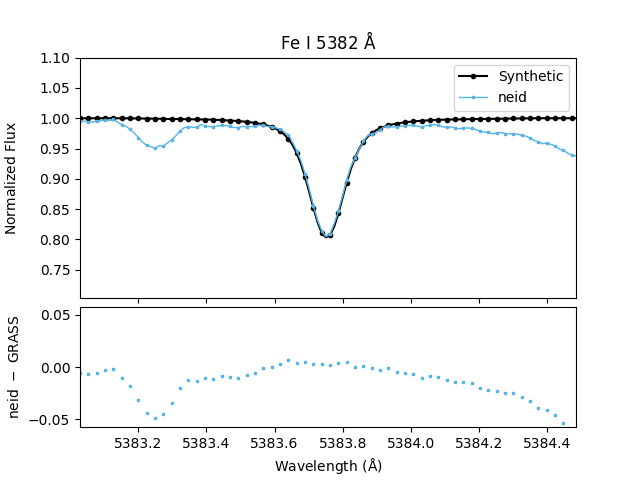 Fe I 5382 Å
1.10
1.05
1.00
0.95
0.90
0.85
0.80
0.75
Normalized Flux
Synthetic
neid
0.05
0.00
−0.05
neid − GRASS
5383.2 5383.4 5383.6 5383.8 5384.0 5384.2 5384.4
Wavelength (Å)